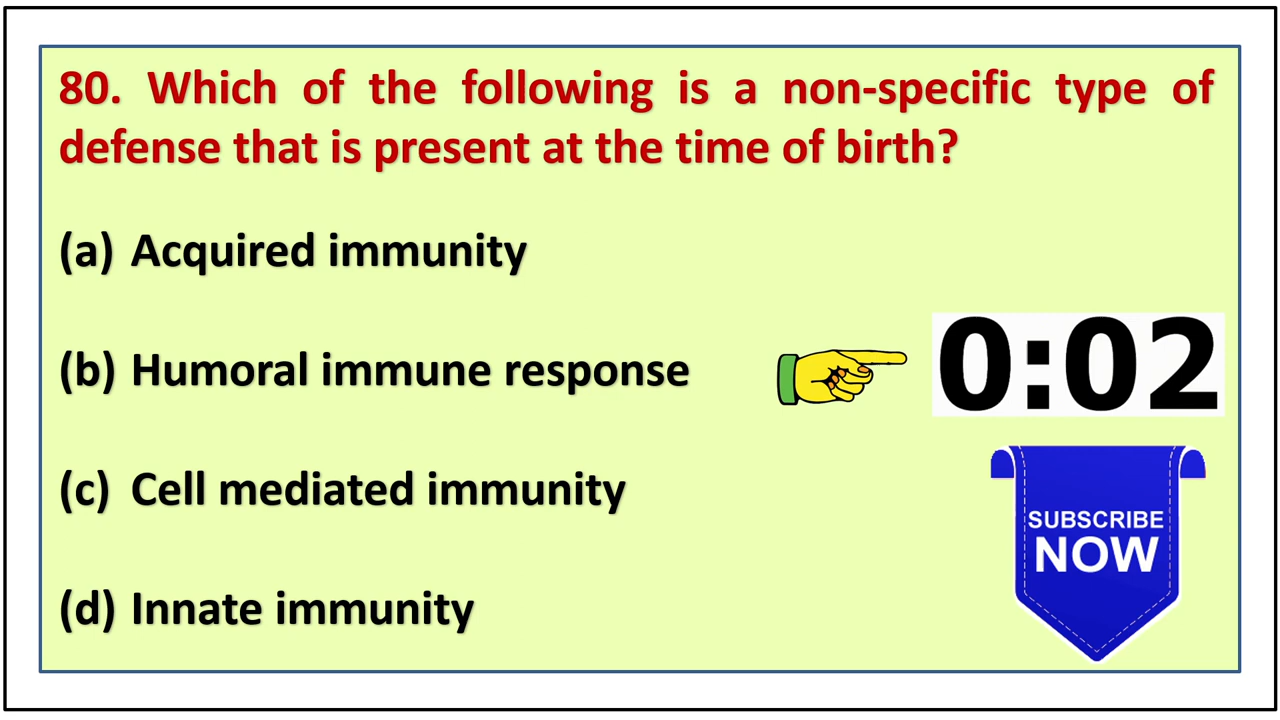 80. Which of the following is a non-specific type of
defense that is present at the time of birth?
(a) Acquired immunity
(b) Humoral immune response
0:02
(c) Cell mediated immunity
SUBSCRIBE
NOW
(d) Innate immunity